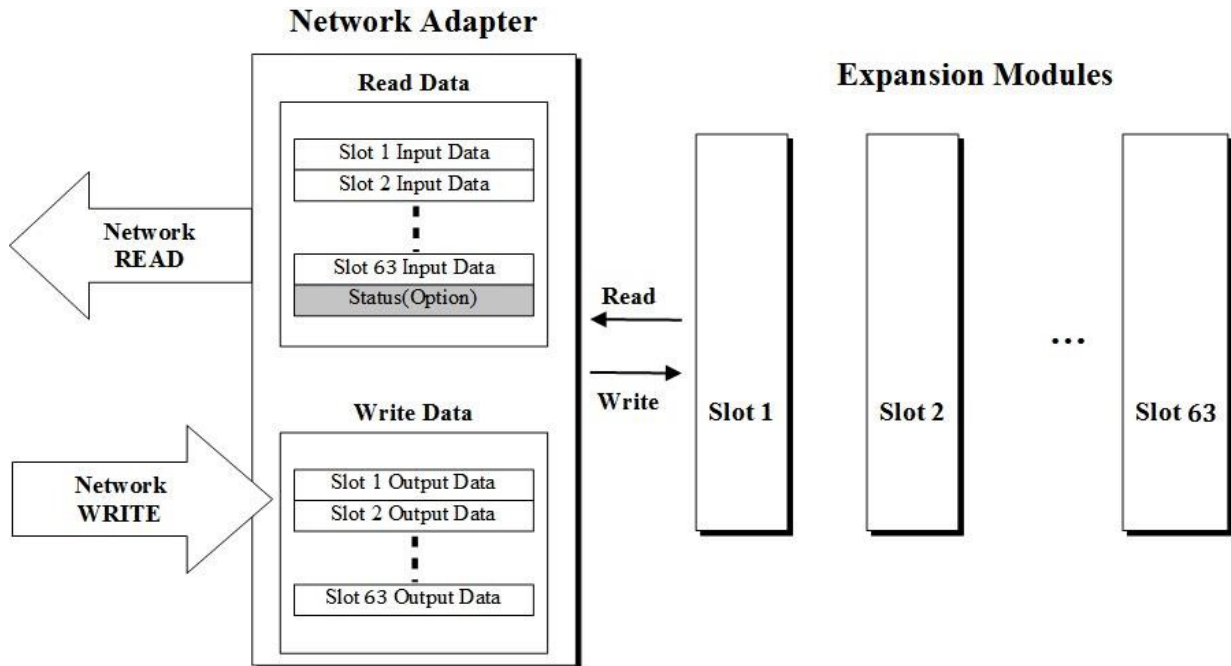 Network Adapter
Expansion Modules
Read Data
Slot 1 Input Data
Slot 2 Input Data
Slot 63 Input Data
Status(Option)
Network
READ
Read
Write
Write Data
Slot 1 Output Data
Slot 2 Output Data
Slot 63 Output Data
Network
WRITE
Slot 1
Slot 2
...
Slot 63